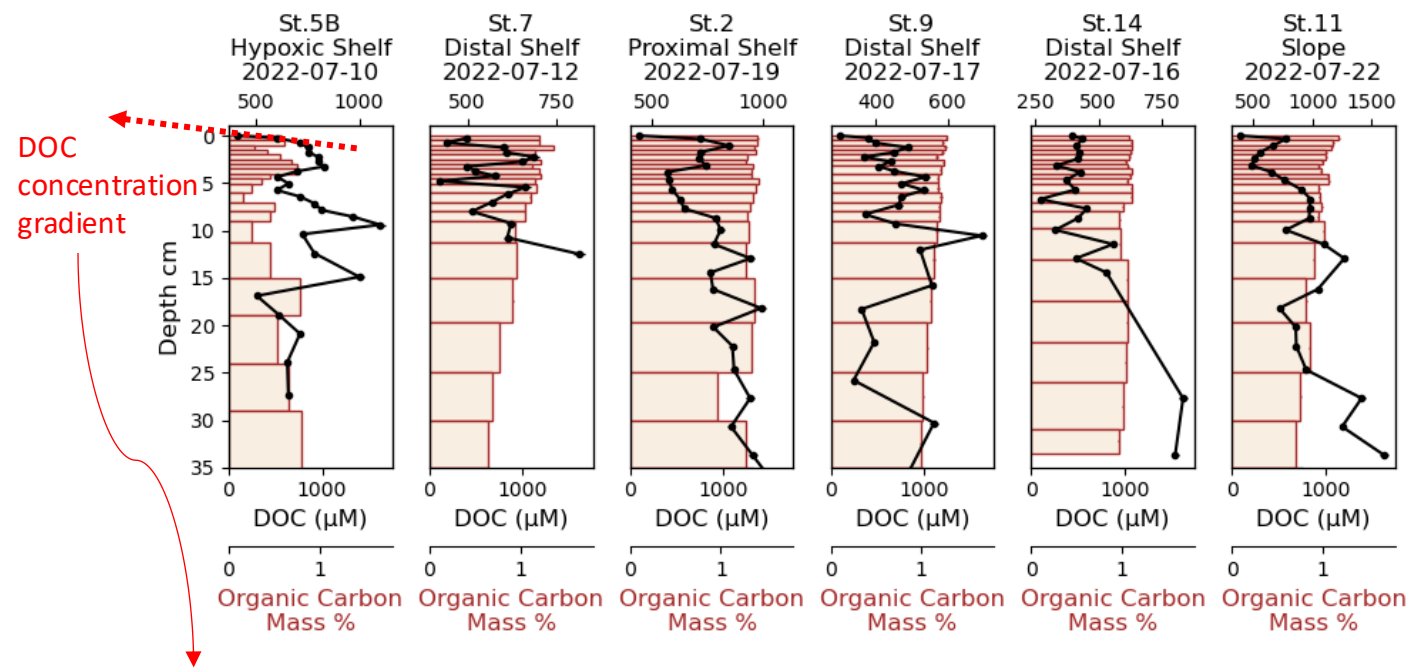 St.5B
Hypoxic Shelf
2022-07-10
500 1000
St.7
Distal Shelf
2022-07-12
500 750
St.2
Proximal Shelf
2022-07-19
500 1000
St.9
Distal Shelf
2022-07-17
400 600
St.14
Distal Shelf
2022-07-16
250 500 750
St.11
Slope
2022-07-22
500 1000 1500
DOC
concentration
gradient
Depth cm
0
5
10
15
20
25
30
35
0 1000
DOC (μM)
0 1
Organic Carbon
Mass %
0 1000
DOC (μM)
0 1
Organic Carbon
Mass %
0 1000
DOC (μM)
0 1
Organic Carbon
Mass %
0 1000
DOC (μM)
0 1
Organic Carbon
Mass %
0 1000
DOC (μM)
0 1
Organic Carbon
Mass %
0 1000
DOC (μM)
0 1
Organic Carbon
Mass %